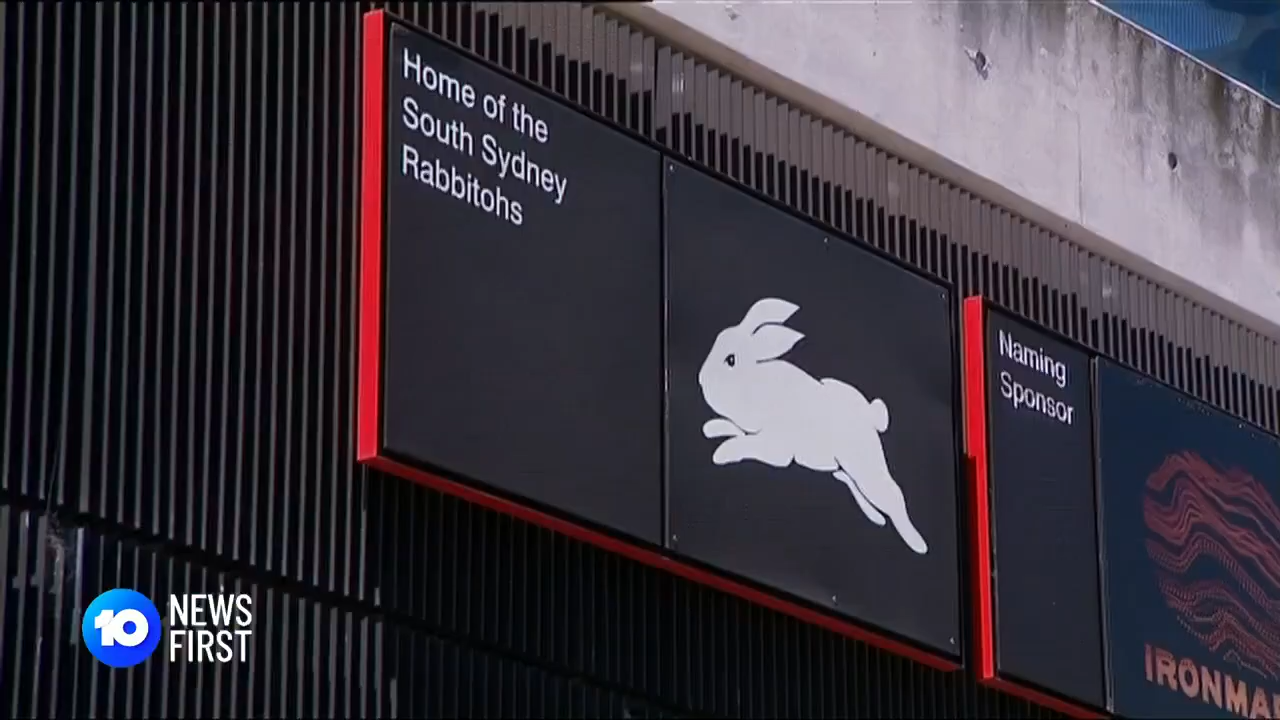 Home of the
South Sydney
Rabbitohs
Naming
Sponsor
IRONMA
10 NEWS
FIRST